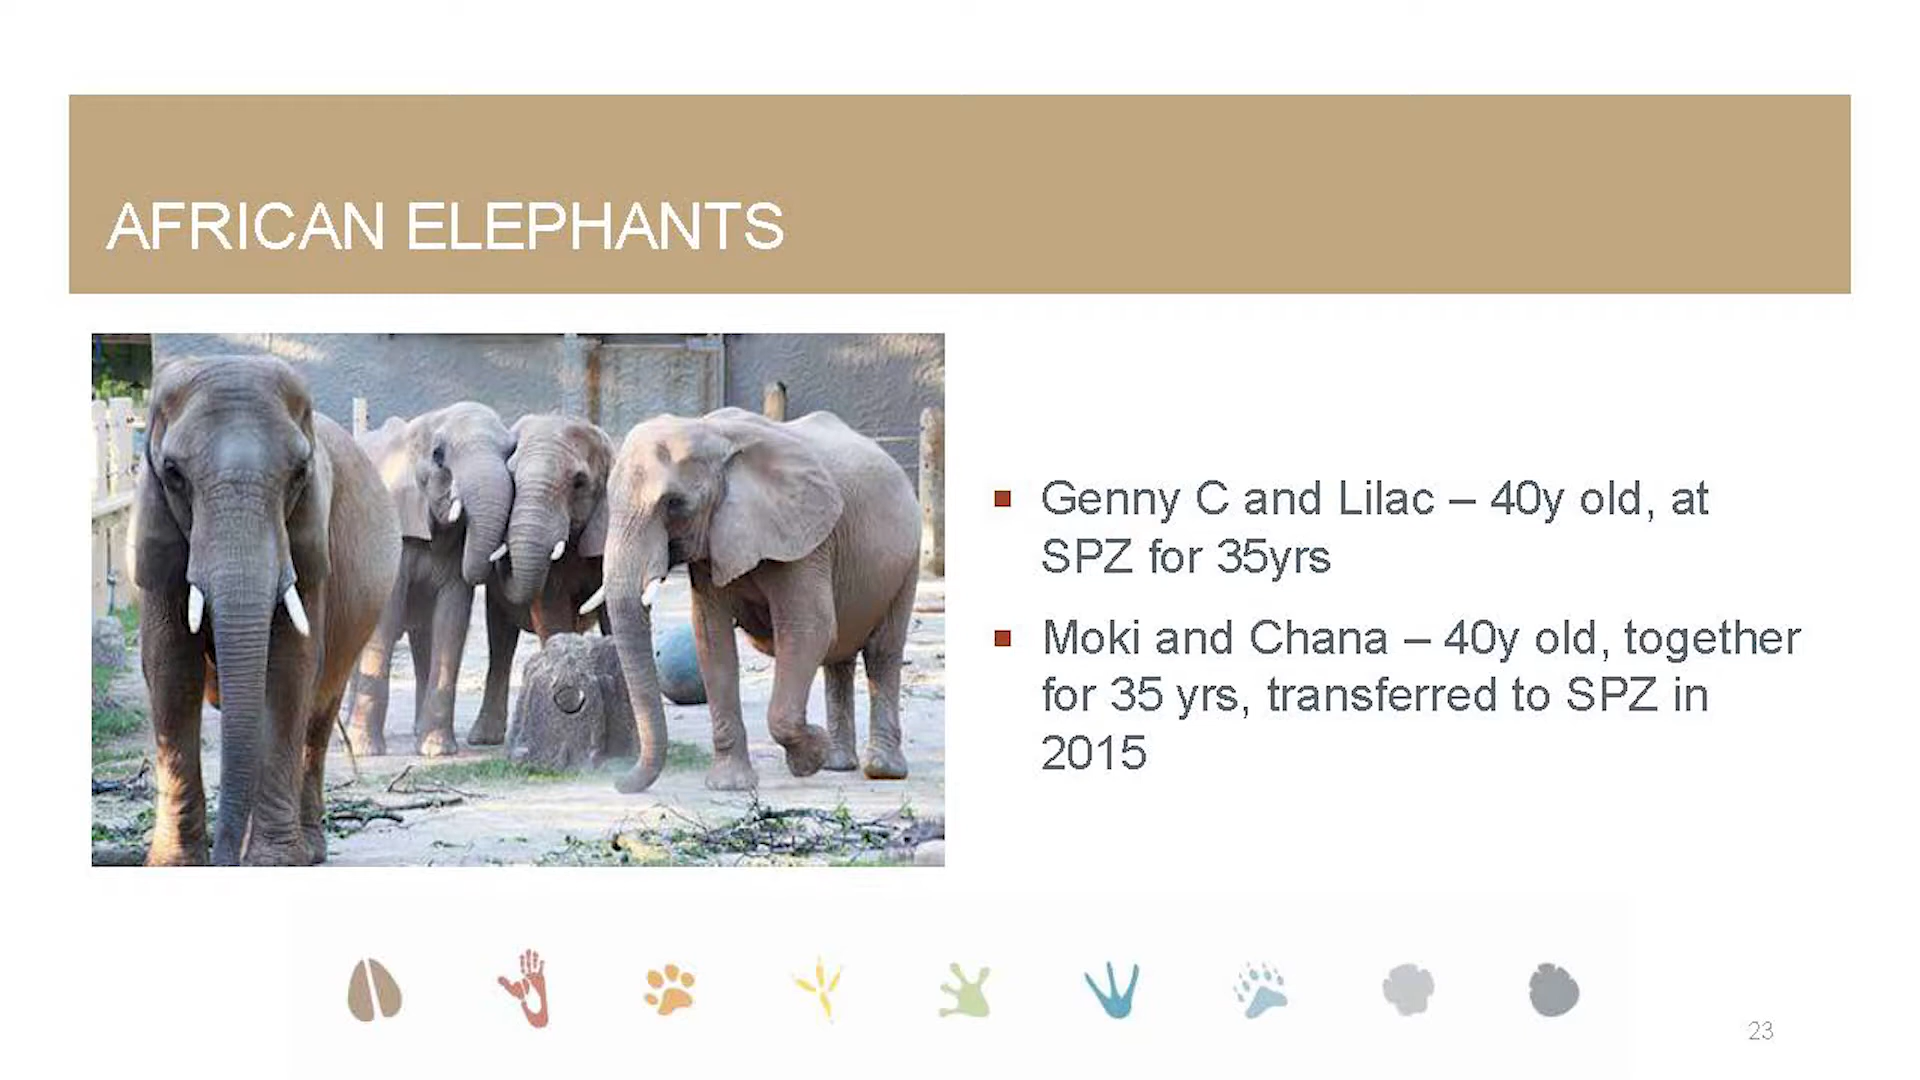 AFRICAN ELEPHANTS
Genny C and Lilac – 40y old, at
SPZ for 35yrs
Moki and Chana – 40y old, together
for 35 yrs, transferred to SPZ in
2015
23